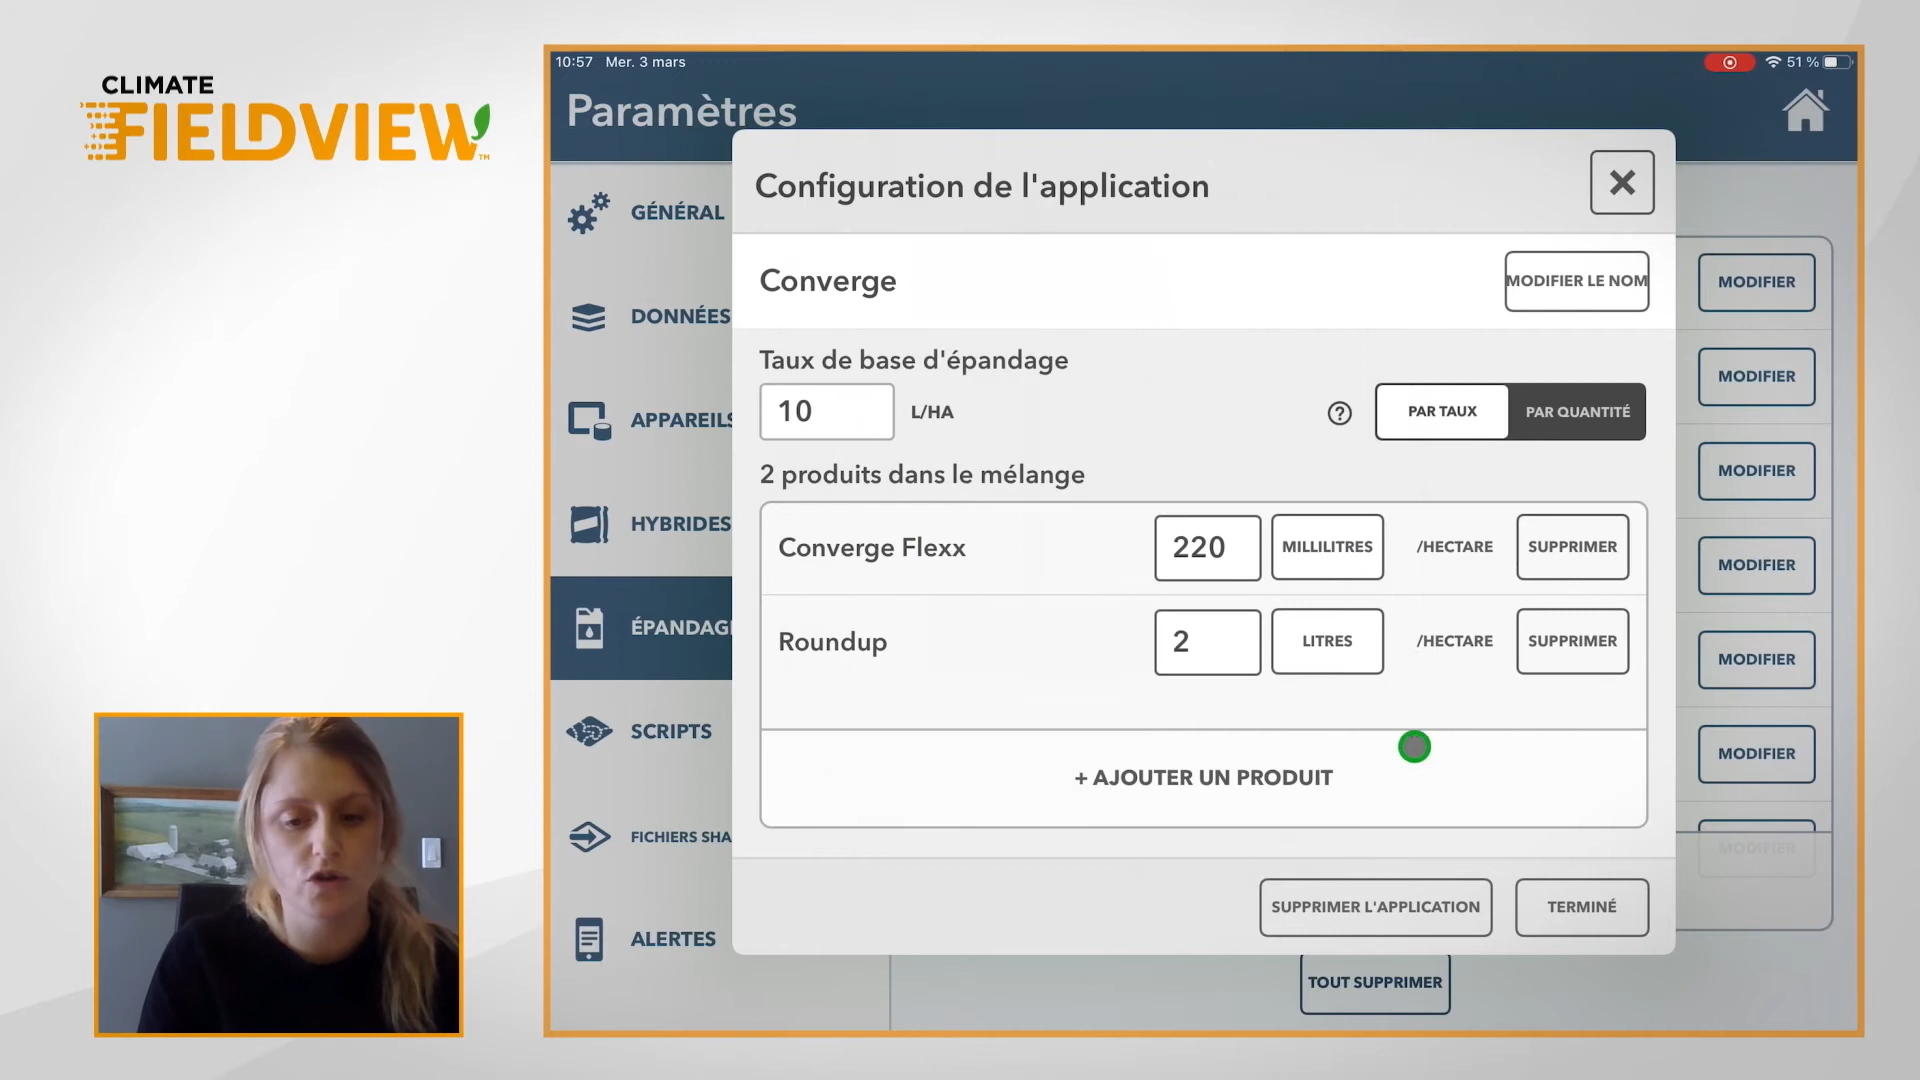 CLIMATE
FIELDVIEW™
10:57 Mer. 3 mars
51 %
Paramètres
GÉNÉRAL
DONNÉES
APPAREILS
HYBRIDES
ÉPANDAG
SCRIPTS
FICHIERS SHA
ALERTES
Configuration de l'application
Converge
MODIFIER LE NOM
Taux de base d'épandage
10 L/HA
?
PAR TAUX
PAR QUANTITÉ
2 produits dans le mélange
Converge Flexx 220 MILLILITRES /HECTARE SUPPRIMER
Roundup 2 LITRES /HECTARE SUPPRIMER
+ AJOUTER UN PRODUIT
SUPPRIMER L'APPLICATION
TERMINÉ
MODIFIER
MODIFIER
MODIFIER
MODIFIER
MODIFIER
MODIFIER
MODIFIER
TOUT SUPPRIMER